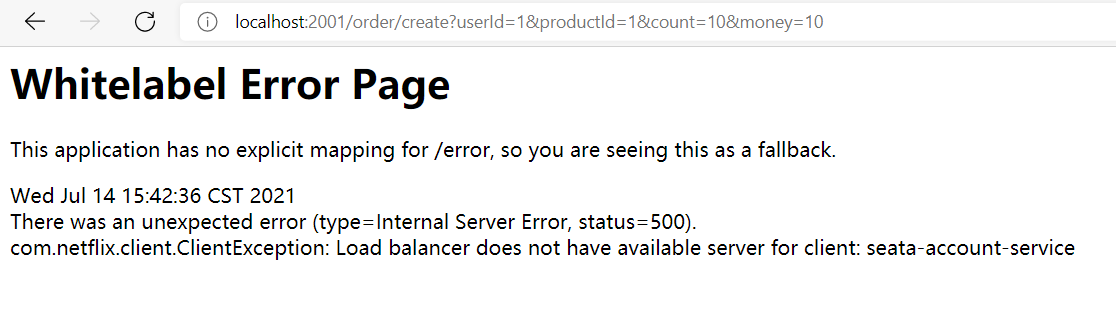 localhost:2001/order/create?userId=1&productId=1&count=10&money=10
Whitelabel Error Page
This application has no explicit mapping for /error, so you are seeing this as a fallback.
Wed Jul 14 15:42:36 CST 2021
There was an unexpected error (type=Internal Server Error, status=500).
com.netflix.client.ClientException: Load balancer does not have available server for client: seata-account-service